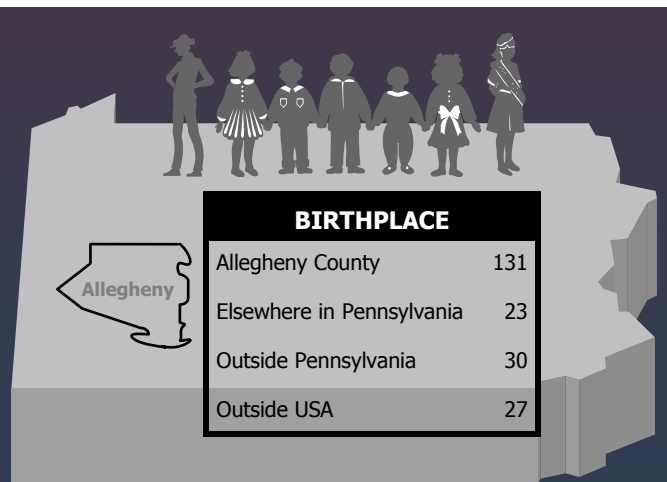 BIRTHPLACE
Allegheny County 131
Elsewhere in Pennsylvania 23
Outside Pennsylvania 30
Outside USA 27
Allegheny